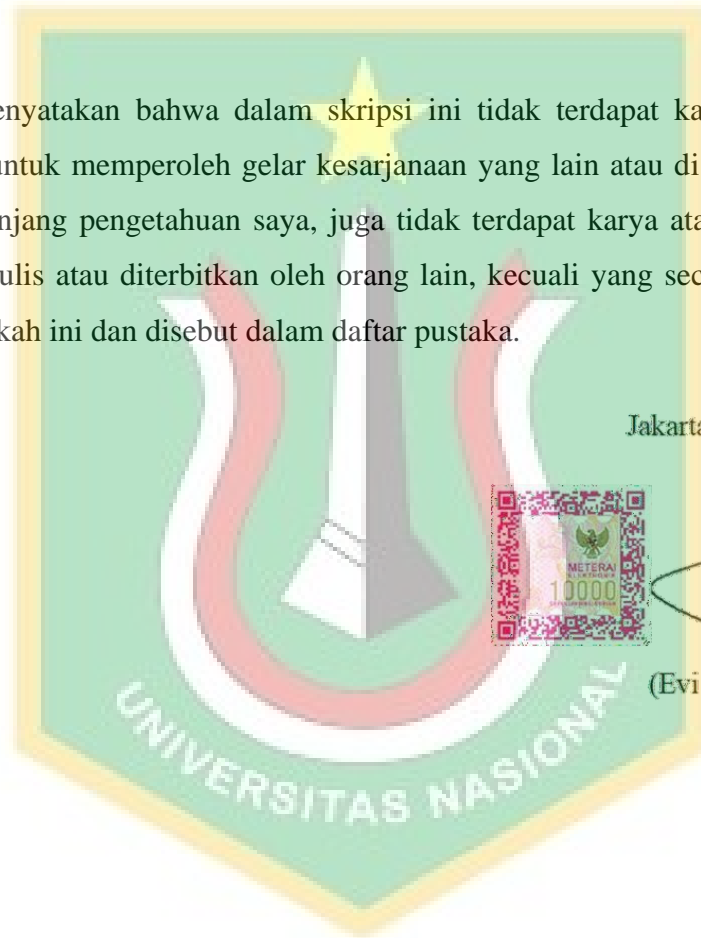 enyatakan bahwa dalam skripsi ini tidak terdapat ka
untuk memperoleh gelar kesarjanaan yang lain atau di
njang pengetahuan saya, juga tidak terdapat karya ata
ulis atau diterbitkan oleh orang lain, kecuali yang sec
kah ini dan disebut dalam daftar pustaka.
Jakarta
METERAI
ELEKTRONIK
10000
(Evi
UNIVERSITAS NASIONAL